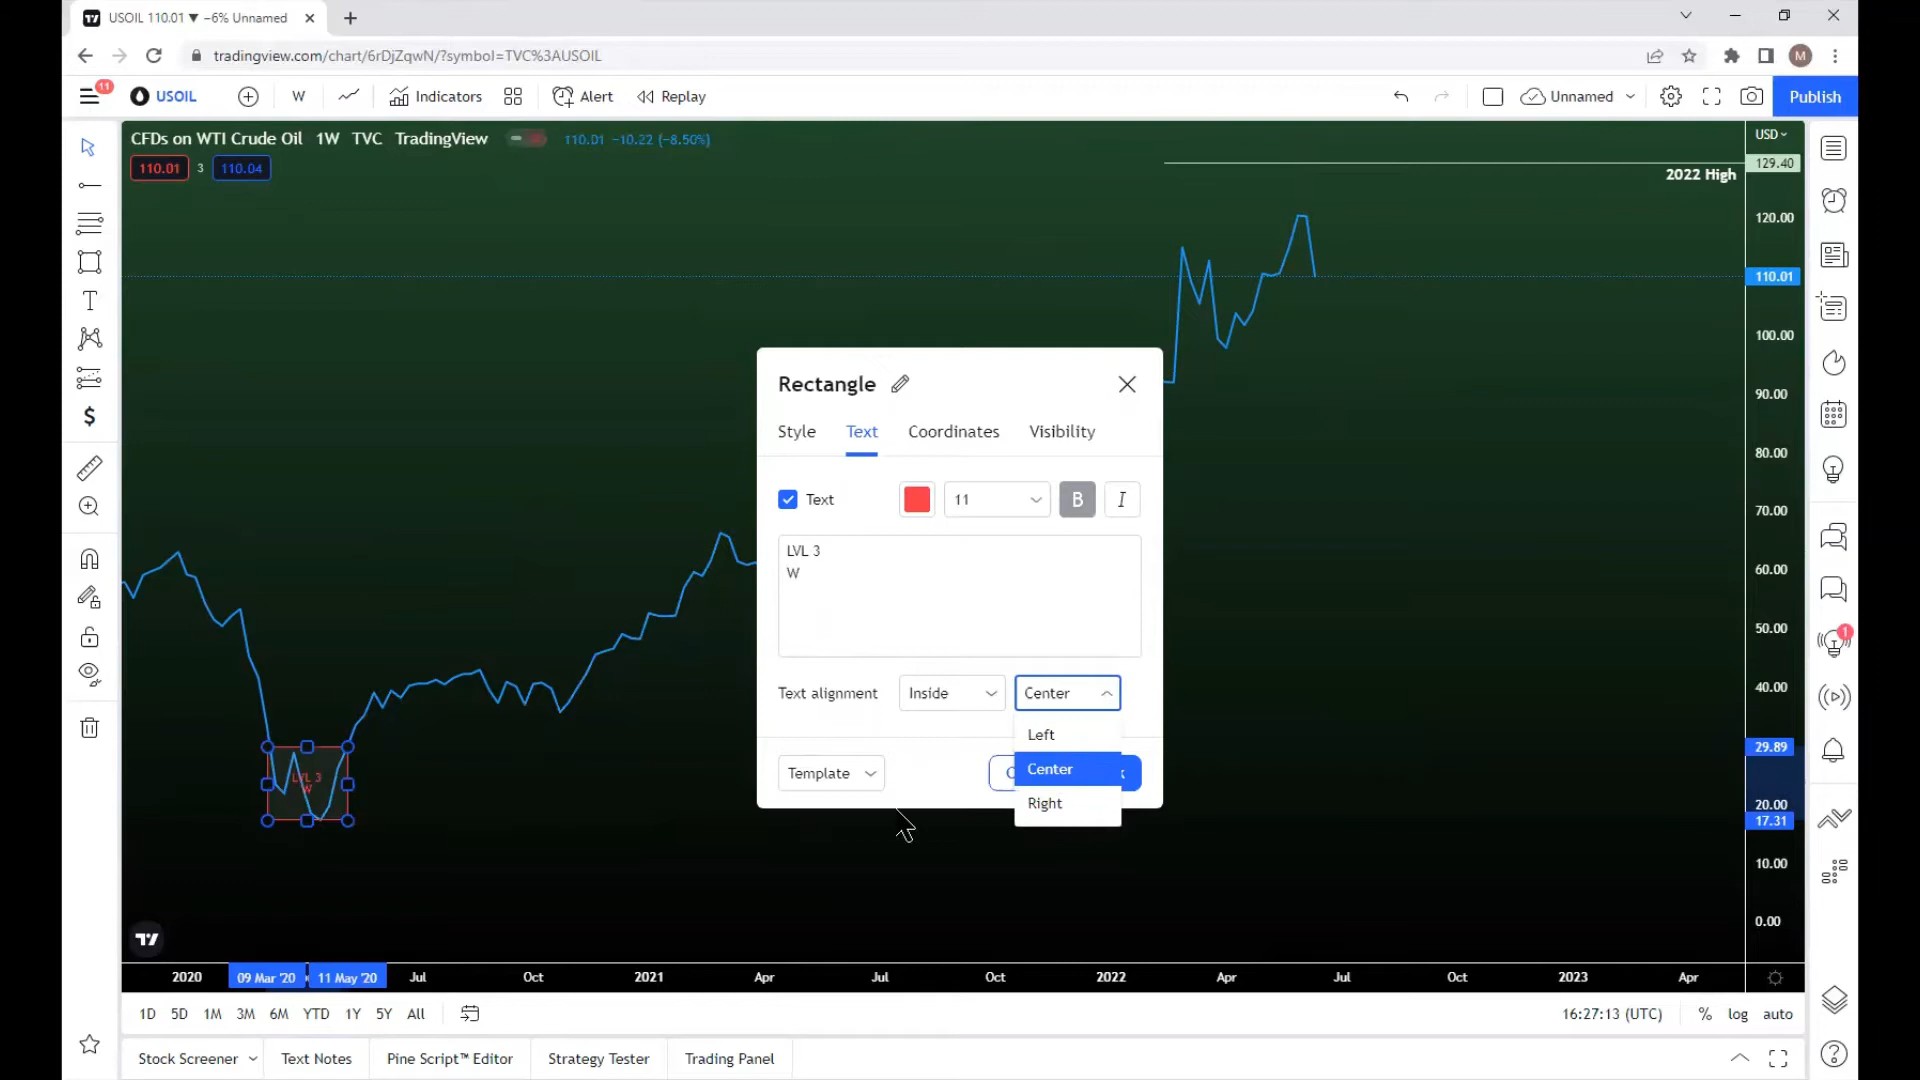 USOIL 110.01 ▼ −6% Unnamed
tradingview.com/chart/6rDjZqwN/?symbol=TVC%3AUSOIL
M
11
USOIL
W
Indicators
Alert
Replay
Unnamed
Publish
CFDs on WTI Crude Oil 1W TVC TradingView
110.01 −10.22 (−8.50%)
110.01
3
110.04
USD
129.40
2022 High
120.00
110.01
100.00
90.00
80.00
70.00
60.00
50.00
40.00
29.89
20.00
17.31
10.00
0.00
Rectangle
Style
Text
Coordinates
Visibility
Text
11
B
I
LVL 3
W
Text alignment
Inside
Center
Left
Center
Right
Template
LVL 3
W
1
2020
09 Mar '20
11 May '20
Jul
Oct
2021
Apr
Jul
Oct
2022
Apr
Jul
Oct
2023
Apr
1D
5D
1M
3M
6M
YTD
1Y
5Y
All
16:27:13 (UTC)
%
log
auto
Stock Screener
Text Notes
Pine Script™ Editor
Strategy Tester
Trading Panel